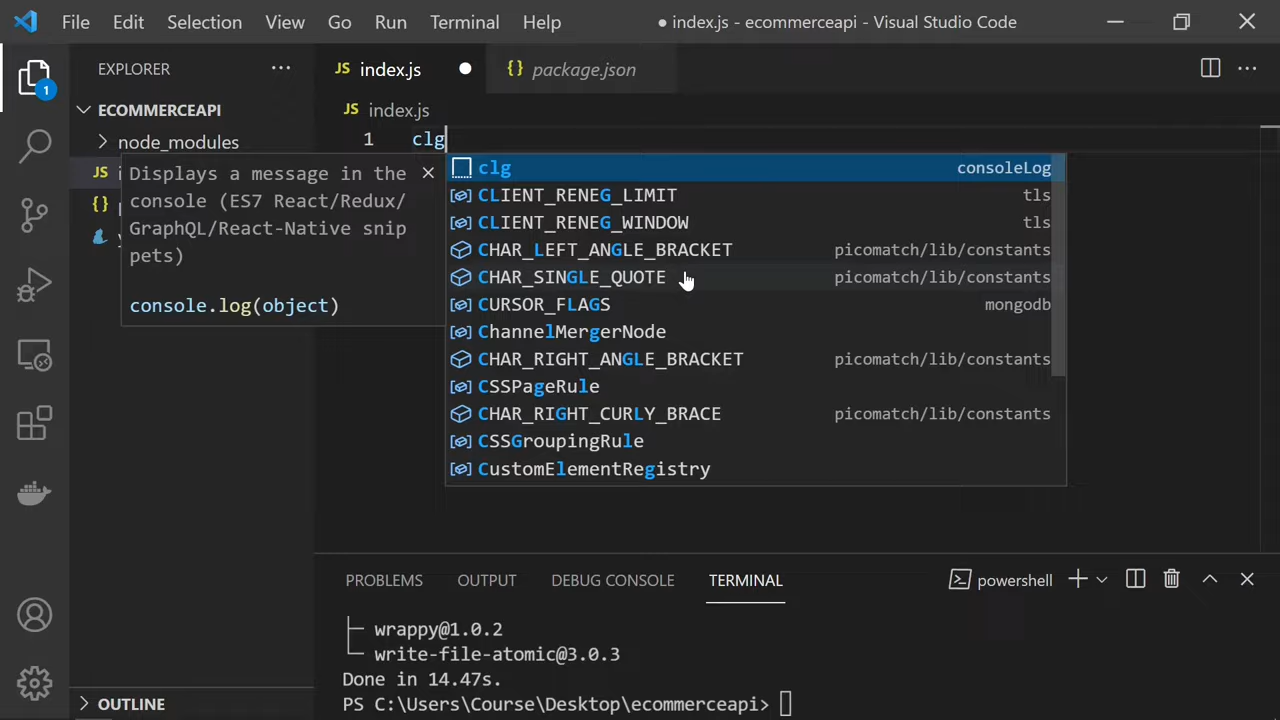 File Edit Selection View Go Run Terminal Help ● index.js - ecommerceapi - Visual Studio Code
EXPLORER ···
JS index.js ● {} package.json ···
1
ECOMMERCEAPI
JS index.js
node_modules
1 clg
JS
{}
Displays a message in the
console (ES7 React/Redux/
GraphQL/React-Native snip
pets)
console.log(object)
clg consoleLog
CLIENT_RENEG_LIMIT tls
CLIENT_RENEG_WINDOW tls
CHAR_LEFT_ANGLE_BRACKET picomatch/lib/constants
CHAR_SINGLE_QUOTE picomatch/lib/constants
CURSOR_FLAGS mongodb
ChannelMergerNode
CHAR_RIGHT_ANGLE_BRACKET picomatch/lib/constants
CSSPageRule
CHAR_RIGHT_CURLY_BRACE picomatch/lib/constants
CSSGroupingRule
CustomElementRegistry
PROBLEMS OUTPUT DEBUG CONSOLE TERMINAL powershell
├─ wrappy@1.0.2
└─ write-file-atomic@3.0.3
Done in 14.47s.
PS C:\Users\Course\Desktop\ecommerceapi>
OUTLINE